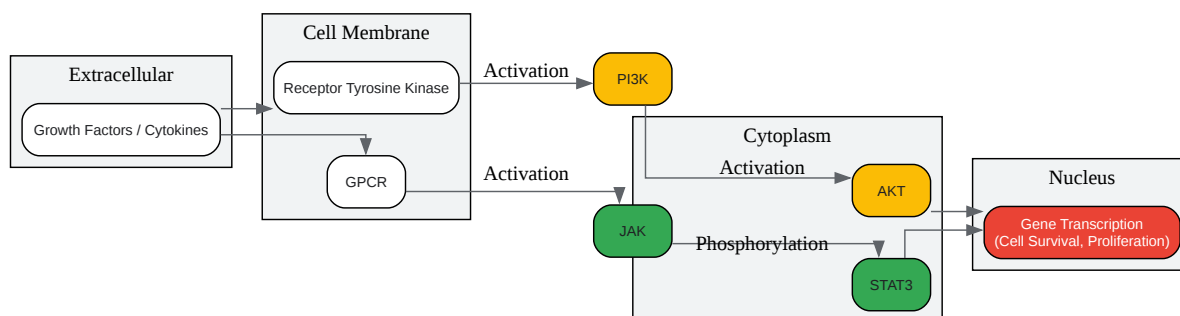 Extracellular
Growth Factors / Cytokines
Cell Membrane
Receptor Tyrosine Kinase
GPCR
Activation
Activation
PI3K
JAK
Cytoplasm
Activation
AKT
Phosphorylation
STAT3
Nucleus
Gene Transcription
(Cell Survival, Proliferation)